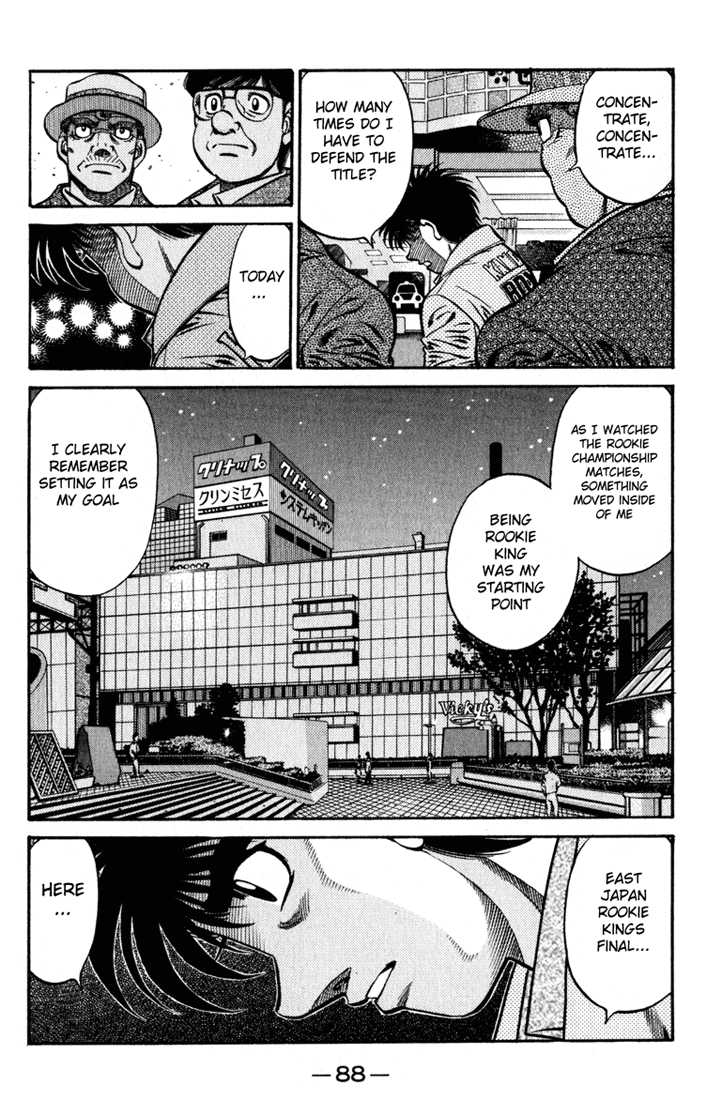 CONCEN-
TRATE,
CONCEN-
TRATE...
HOW MANY
TIMES DO I
HAVE TO
DEFEND THE
TITLE?
TODAY
...
AS I WATCHED
THE ROOKIE
CHAMPIONSHIP
MATCHES,
SOMETHING
MOVED INSIDE
OF ME
BEING
ROOKIE
KING
WAS MY
STARTING
POINT
I CLEARLY
REMEMBER
SETTING IT AS
MY GOAL
クリナップ
クリンミセス
クリナップ
システムキッチン
EAST
JAPAN
ROOKIE
KINGS
FINAL...
HERE
...
—88—